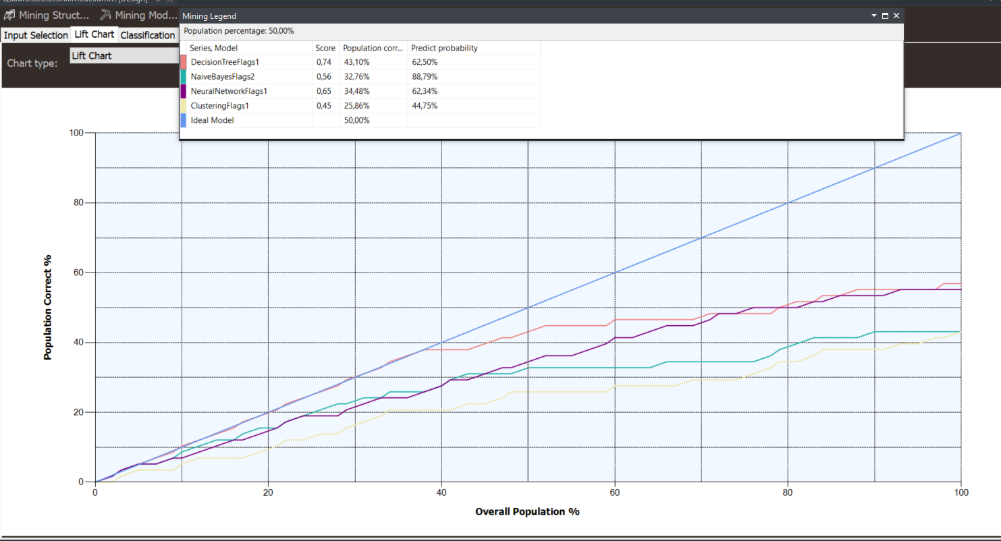 Mining Struct... Mining Mod...
Mining Legend
Population percentage: 50,00%
Input Selection Lift Chart Classification
Chart type: Lift Chart
Series, Model Score Population corr... Predict probability
DecisionTreeFlags1 0,74 43,10% 62,50%
NaiveBayesFlags2 0,56 32,76% 88,79%
NeuralNetworkFlags1 0,65 34,48% 62,34%
ClusteringFlags1 0,45 25,86% 44,75%
Ideal Model 50,00%
100
80
60
40
20
0
Population Correct %
0 20 40 60 80 100
Overall Population %